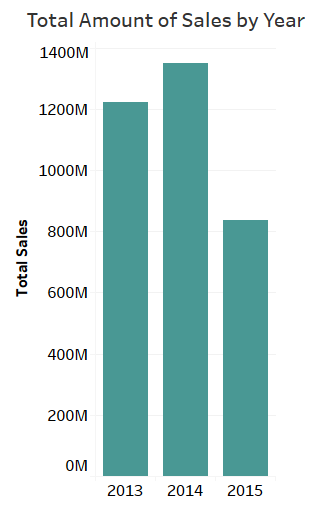 Total Amount of Sales by Year
1400M
1200M
1000M
800M
600M
400M
200M
0M
Total Sales
2013 2014 2015